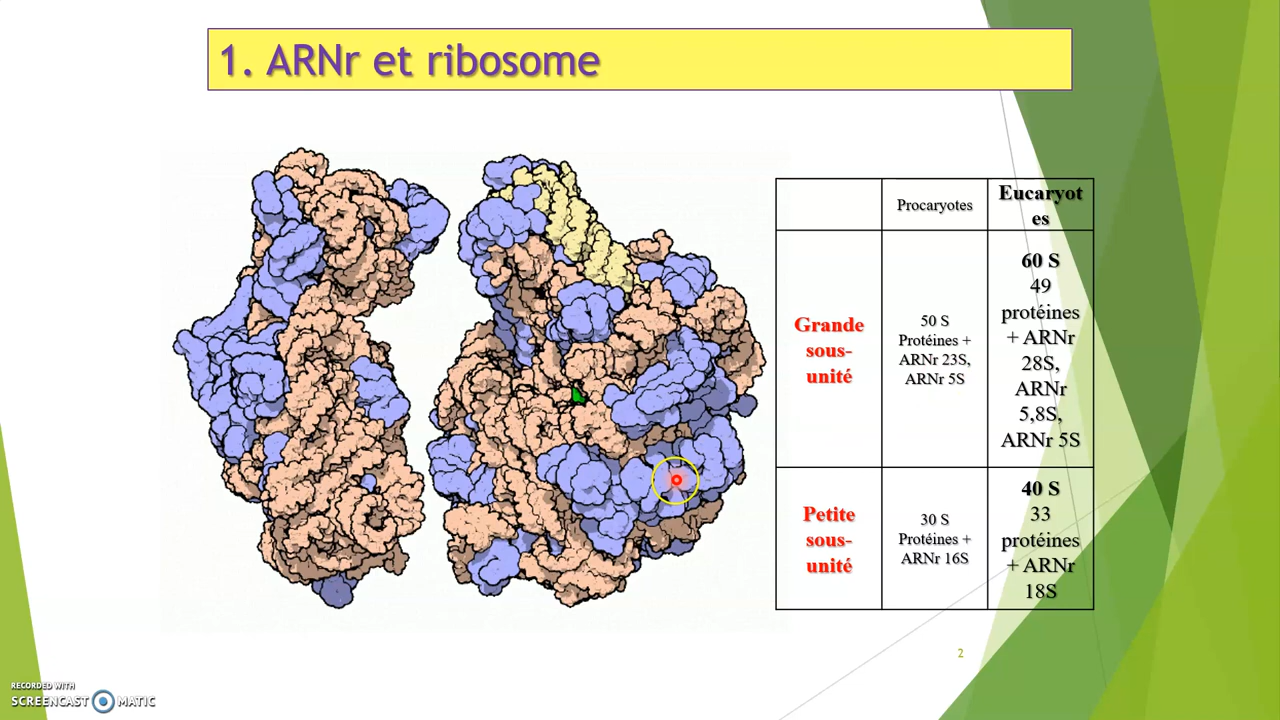 1. ARNr et ribosome
Procaryotes
Eucaryot
es
Grande
sous-
unité
50 S
Protéines +
ARNr 23S,
ARNr 5S
60 S
49
protéines
+ ARNr
28S,
ARNr
5,8S,
ARNr 5S
Petite
sous-
unité
30 S
Protéines +
ARNr 16S
40 S
33
protéines
+ ARNr
18S
2
RECORDED WITH
SCREENCAST MATIC